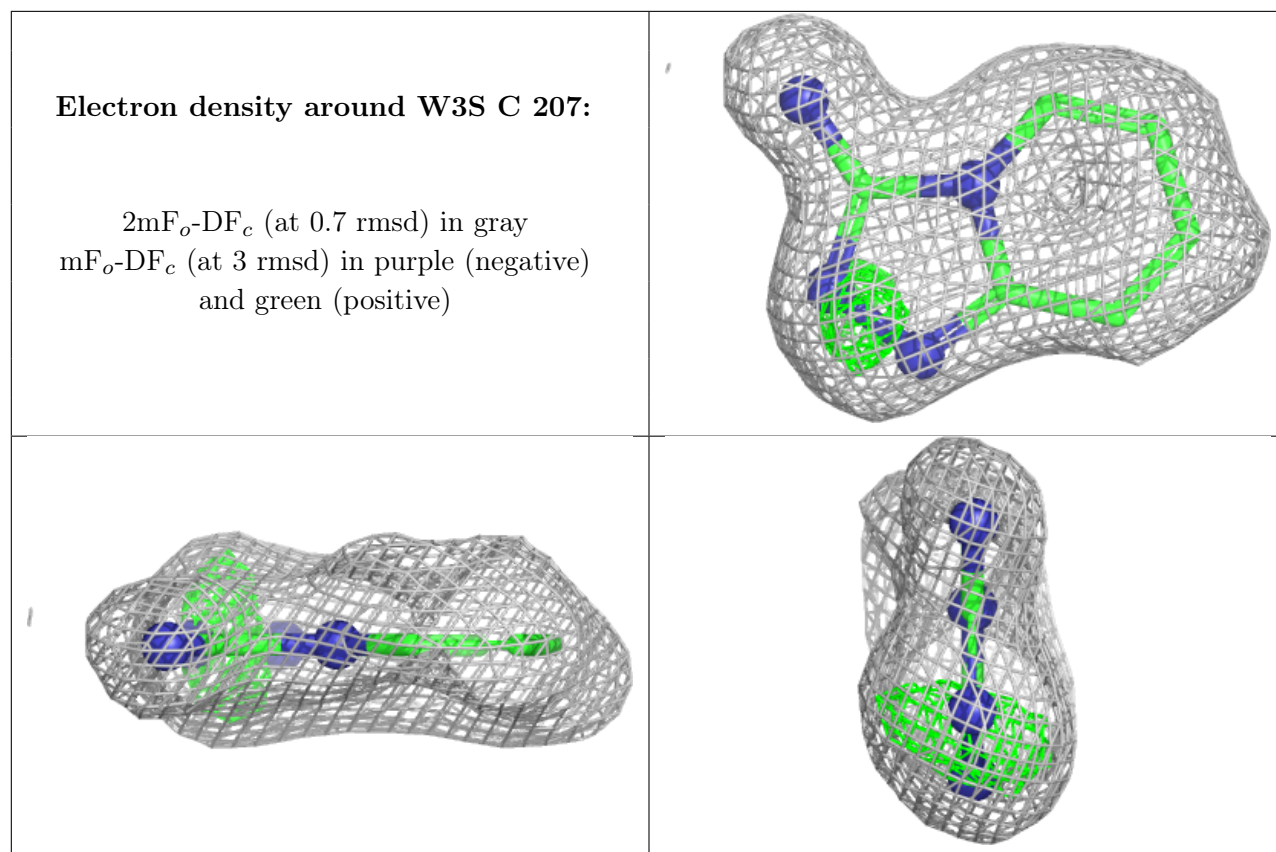 Electron density around W3S C 207:
2mFo-DFc (at 0.7 rmsd) in gray
mFo-DFc (at 3 rmsd) in purple (negative)
and green (positive)